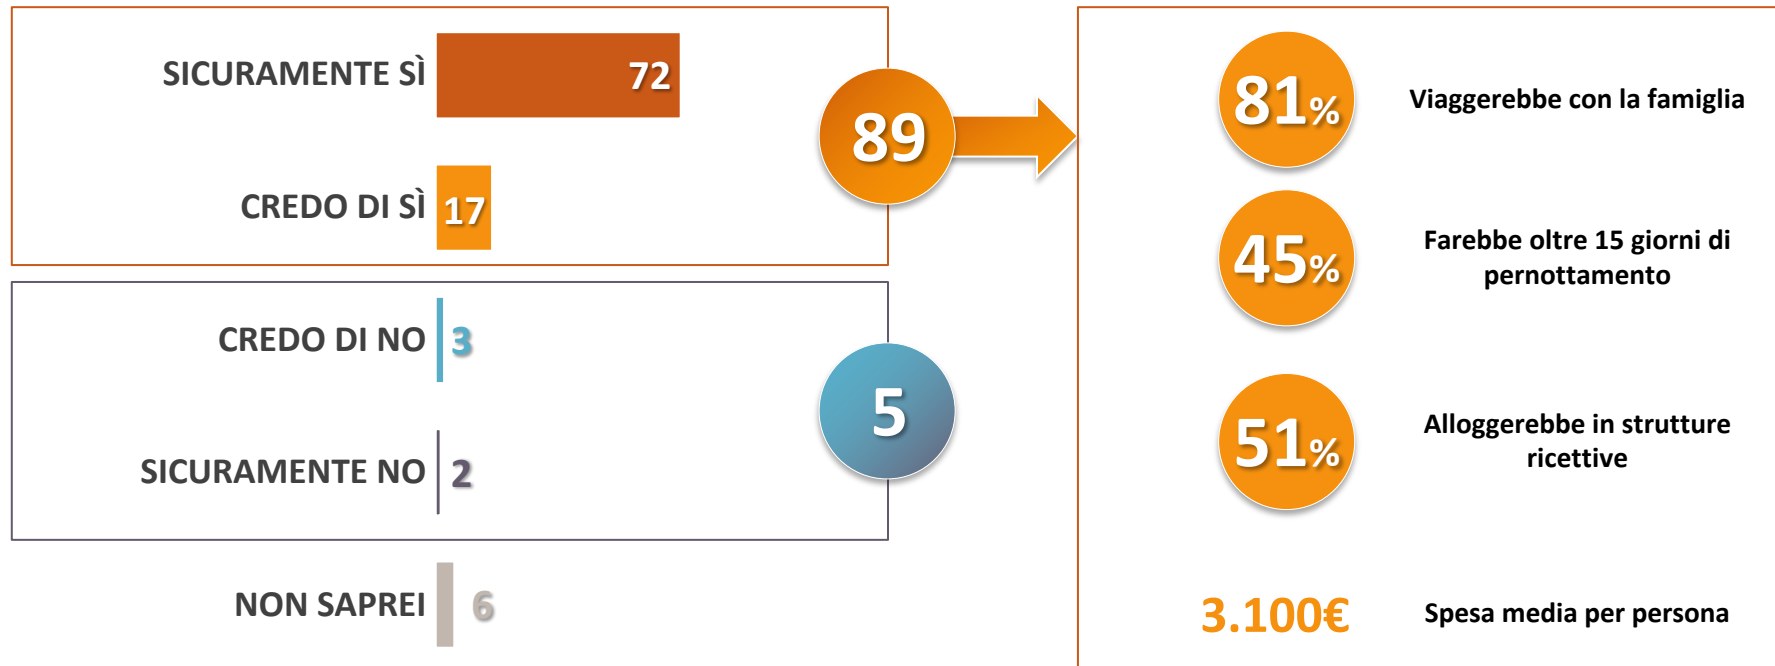 SICURAMENTE SÌ 72
CREDO DI SÌ 17
89
CREDO DI NO 3
SICURAMENTE NO 2
5
NON SAPREI 6
81% Viaggerebbe con la famiglia
45% Farebbe oltre 15 giorni di
pernottamento
51% Alloggerebbe in strutture
ricettive
3.100€ Spesa media per persona